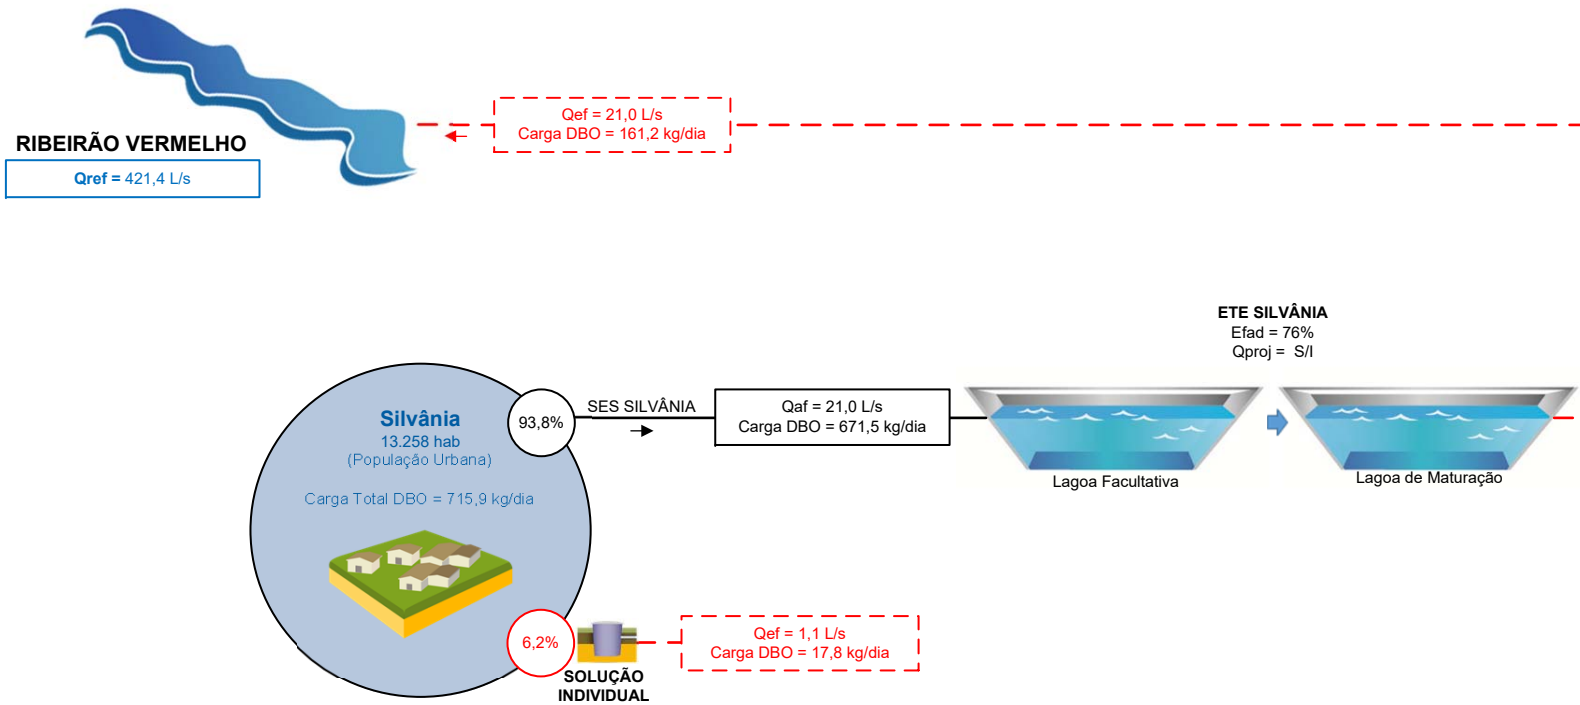 Qef = 21,0 L/s
Carga DBO = 161,2 kg/dia
RIBEIRÃO VERMELHO
Qref = 421,4 L/s
ETE SILVÂNIA
Efad = 76%
Qproj = S/I
Silvânia
13.258 hab
(População Urbana)
Carga Total DBO = 715,9 kg/dia
93,8%
SES SILVÂNIA
Qaf = 21,0 L/s
Carga DBO = 671,5 kg/dia
Lagoa Facultativa
Lagoa de Maturação
6,2%
SOLUÇÃO
INDIVIDUAL
Qef = 1,1 L/s
Carga DBO = 17,8 kg/dia